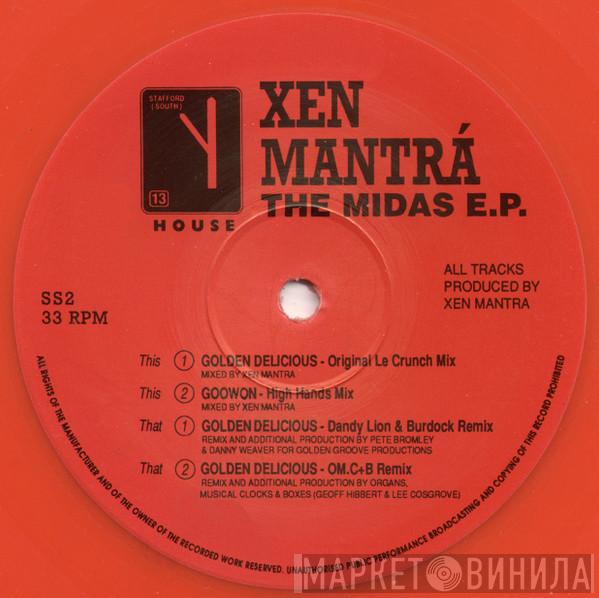 STAFFORD
(SOUTH)
13
HOUSE
XEN
MANTRÁ
THE MIDAS E.P.
ALL TRACKS
PRODUCED BY
XEN MANTRA
SS2
33 RPM
This 1 GOLDEN DELICIOUS - Original Le Crunch Mix
MIXED BY XEN MANTRA
This 2 GOOWON - High Hands Mix
MIXED BY XEN MANTRA
That 1 GOLDEN DELICIOUS - Dandy Lion & Burdock Remix
REMIX AND ADDITIONAL PRODUCTION BY PETE BROMLEY
& DANNY WEAVER FOR GOLDEN GROOVE PRODUCTIONS
That 2 GOLDEN DELICIOUS - OM.C+B Remix
REMIX AND ADDITIONAL PRODUCTION BY ORGANS,
MUSICAL CLOCKS & BOXES (GEOFF HIBBERT & LEE COSGROVE)
ALL RIGHTS OF THE MANUFACTURER AND OF THE OWNER OF THE RECORDED WORK RESERVED. UNAUTHORISED PUBLIC PERFORMANCE BROADCASTING AND COPYING OF THIS RECORD PROHIBITED
МАРКЕТ ВИНИЛА